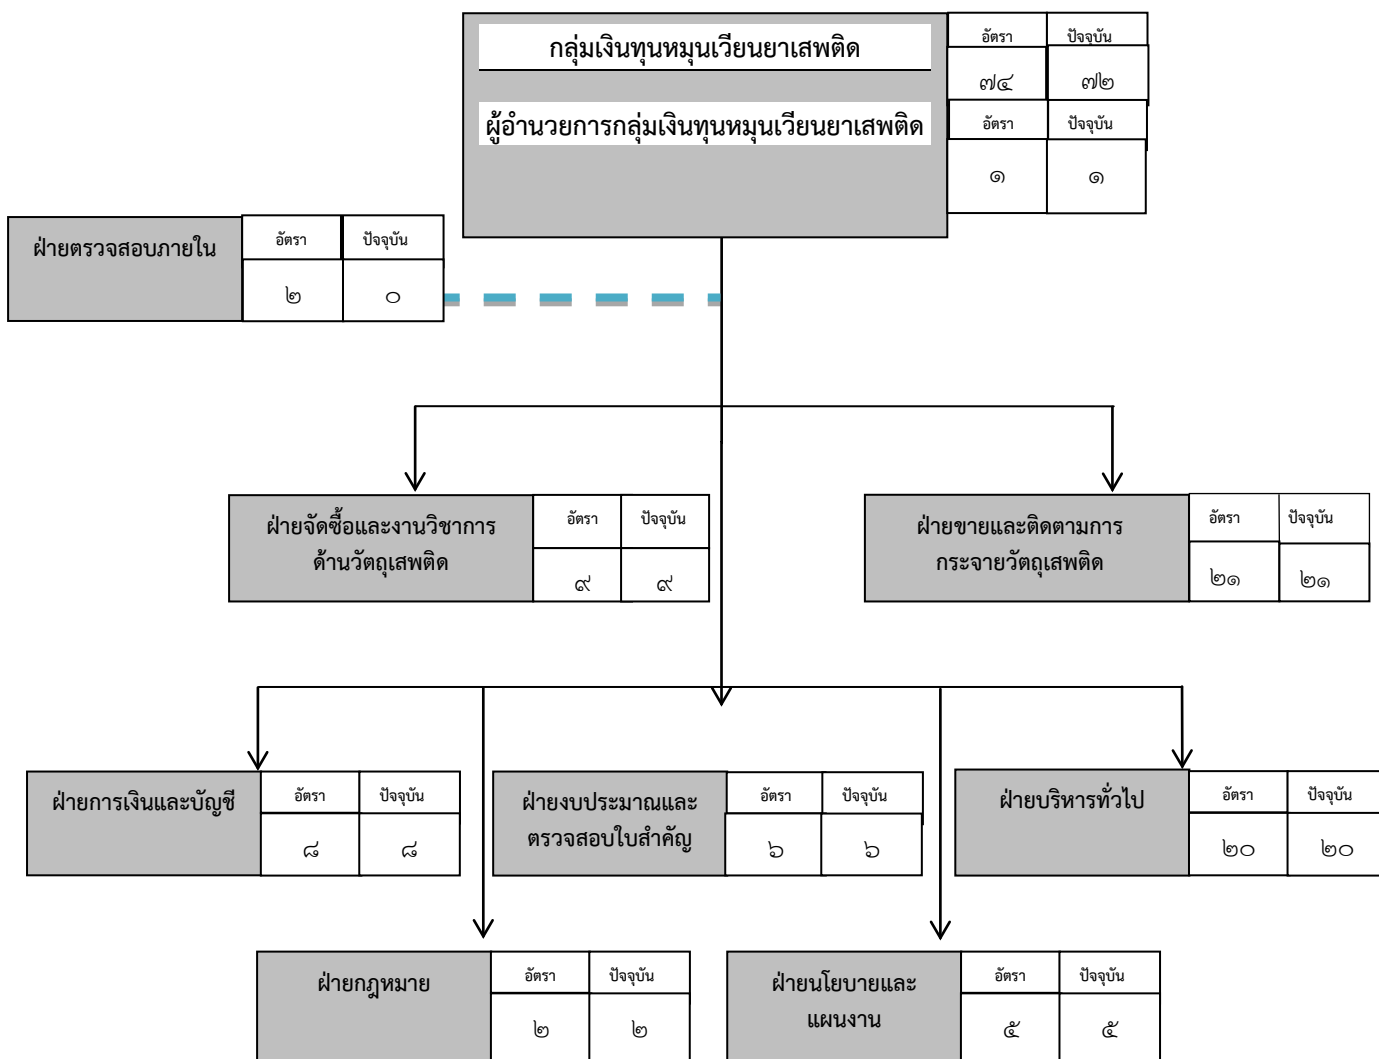 กลุ่มเงินทุนหมุนเวียนยาเสพติด
อัตรา ปัจจุบัน
๗๔ ๗๒
ผู้อำนวยการกลุ่มเงินทุนหมุนเวียนยาเสพติด
อัตรา ปัจจุบัน
๑ ๑
ฝ่ายตรวจสอบภายใน
อัตรา ปัจจุบัน
๒ ๐
ฝ่ายจัดซื้อและงานวิชาการ
ด้านวัตถุเสพติด
อัตรา ปัจจุบัน
๙ ๙
ฝ่ายขายและติดตามการ
กระจายวัตถุเสพติด
อัตรา ปัจจุบัน
๒๑ ๒๑
ฝ่ายการเงินและบัญชี
อัตรา ปัจจุบัน
๘ ๘
ฝ่ายงบประมาณและ
ตรวจสอบใบสำคัญ
อัตรา ปัจจุบัน
๖ ๖
ฝ่ายบริหารทั่วไป
อัตรา ปัจจุบัน
๒๐ ๒๐
ฝ่ายกฎหมาย
อัตรา ปัจจุบัน
๒ ๒
ฝ่ายนโยบายและ
แผนงาน
อัตรา ปัจจุบัน
๕ ๕